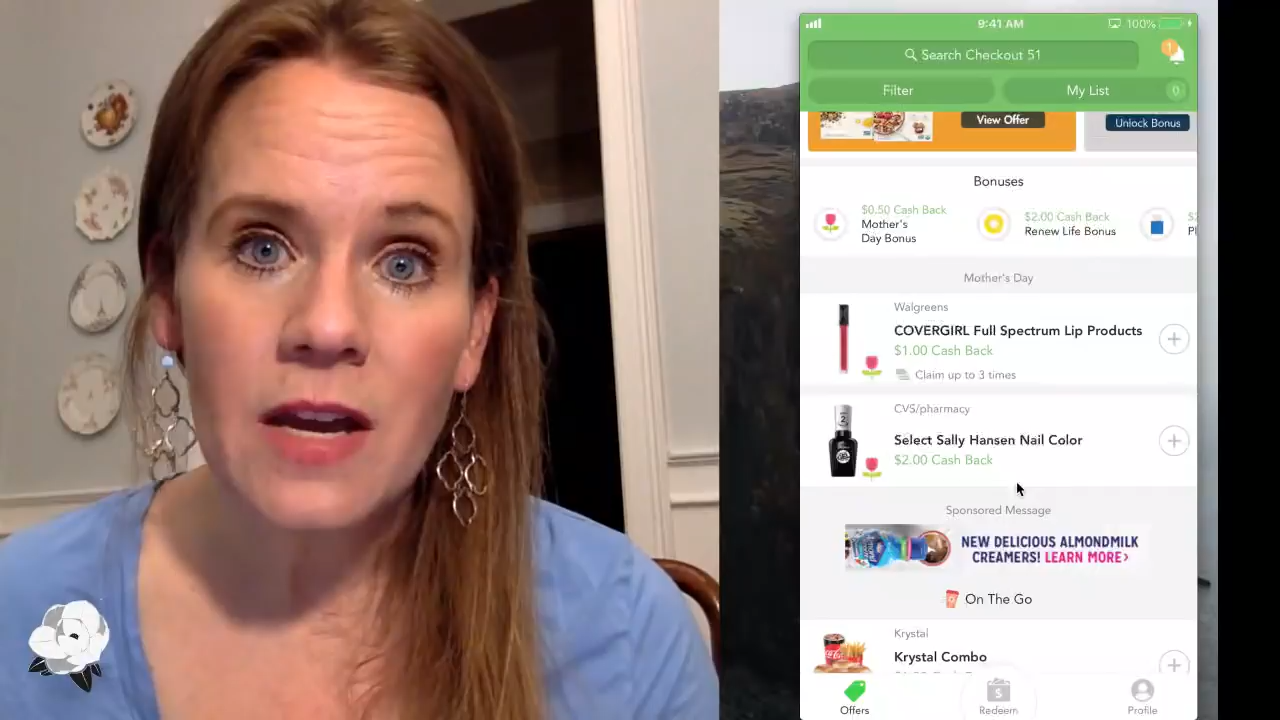 9:41 AM
100%
Search Checkout 51
1
Filter
My List
0
View Offer
Unlock Bonus
Bonuses
$0.50 Cash Back
Mother's
Day Bonus
$2.00 Cash Back
Renew Life Bonus
Mother's Day
Walgreens
COVERGIRL Full Spectrum Lip Products
$1.00 Cash Back
Claim up to 3 times
CVS/pharmacy
Select Sally Hansen Nail Color
$2.00 Cash Back
Sponsored Message
NEW DELICIOUS ALMONDMILK
CREAMERS! LEARN MORE>
On The Go
Krystal
Krystal Combo
Offers
Redeem
Profile